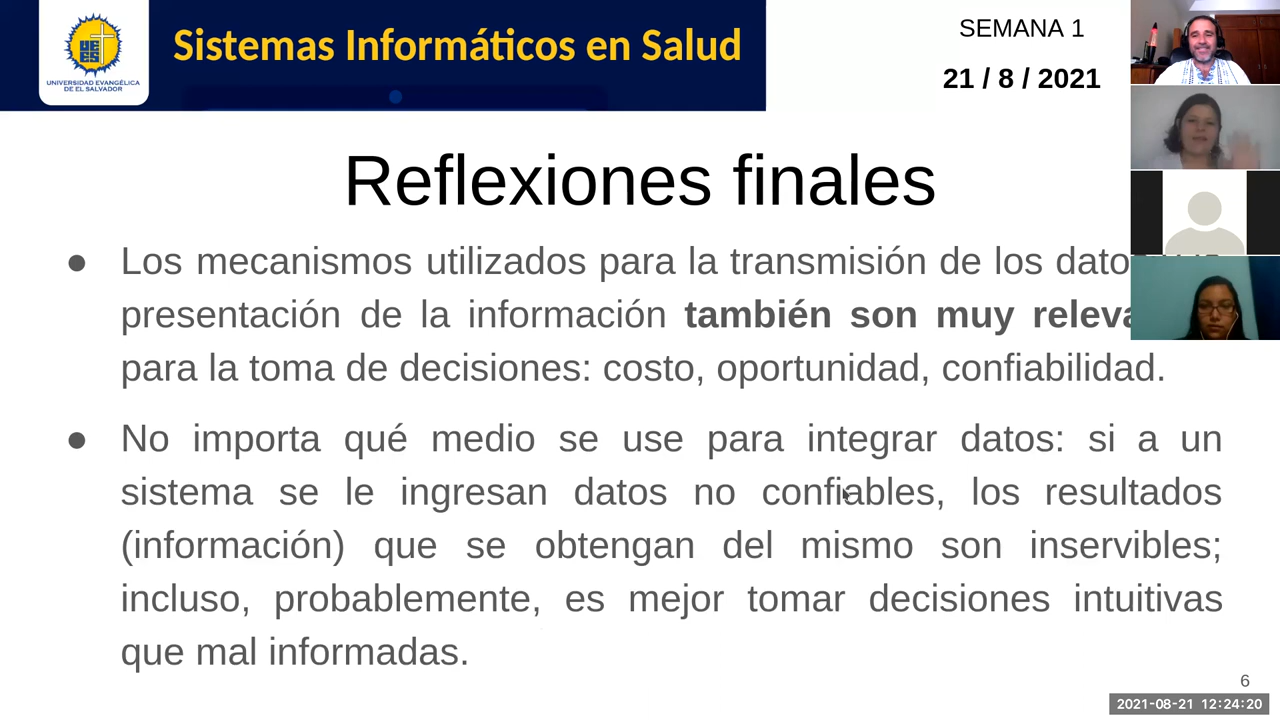 UNIVERSIDAD EVANGÉLICA
DE EL SALVADOR
Sistemas Informáticos en Salud
SEMANA 1
21 / 8 / 2021
Reflexiones finales
● Los mecanismos utilizados para la transmisión de los
presentación de la información también son muy
para la toma de decisiones: costo, oportunidad, confiabilidad.
● No importa qué medio se use para integrar datos: si a un
sistema se le ingresan datos no confiables, los resultados
(información) que se obtengan del mismo son inservibles;
incluso, probablemente, es mejor tomar decisiones intuitivas
que mal informadas.
6
2021-08-21 12:24:20